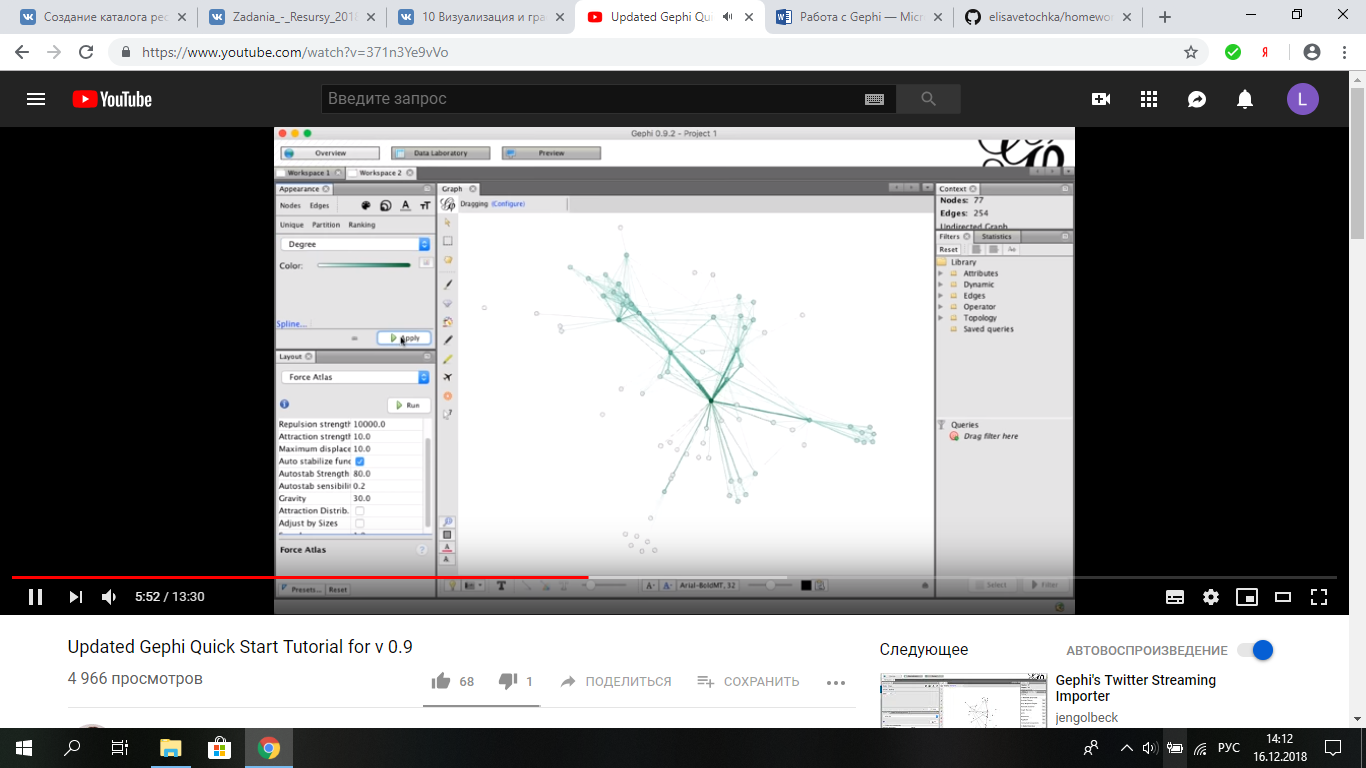 Создание каталога рес
Zadania_-_Resursy_2018
10 Визуализация и гра
Updated Gephi Qu
Работа с Gephi — Micr
elisavetochka/homewor
https://www.youtube.com/watch?v=371n3Ye9vVo
Я
YouTube
Введите запрос
L
Gephi 0.9.2 - Project 1
Overview
Data Laboratory
Preview
Workspace 1
Workspace 2
Appearance
Nodes Edges
Unique Partition Ranking
Degree
Color:
Spline...
Apply
Layout
Force Atlas
Run
Repulsion strengt 10000.0
Attraction strengt 10.0
Maximum displace 10.0
Auto stabilize func
Autostab Strength 80.0
Autostab sensibili 0.2
Gravity 30.0
Attraction Distrib.
Adjust by Sizes
Force Atlas
Presets... Reset
Graph
Dragging (Configure)
Arial-BoldMT, 32
Context
Nodes: 77
Edges: 254
Undirected Graph
Filters
Statistics
Reset
Library
Attributes
Dynamic
Edges
Operator
Topology
Saved queries
Queries
Drag filter here
Select
Filter
5:52 / 13:30
Updated Gephi Quick Start Tutorial for v 0.9
4 966 просмотров
68
1
ПОДЕЛИТЬСЯ
СОХРАНИТЬ
Следующее
АВТОВОСПРОИЗВЕДЕНИЕ
Gephi's Twitter Streaming
Importer
jengolbeck
РУС
14:12
16.12.2018